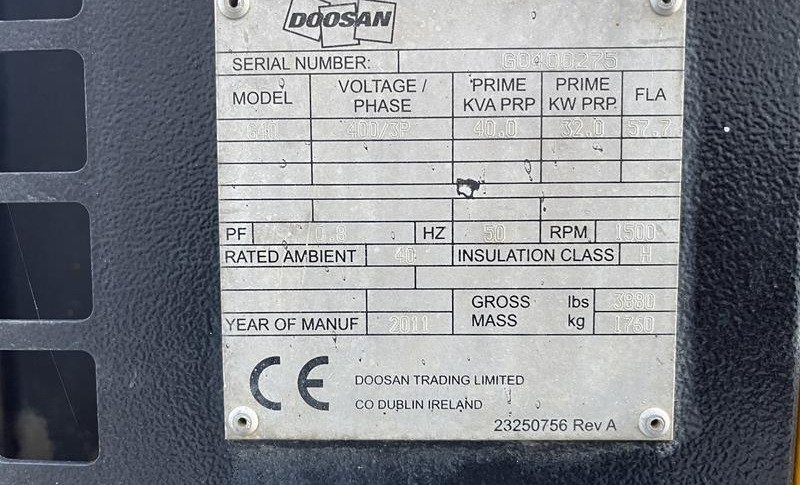 DOOSAN
SERIAL NUMBER: G0400275
MODEL VOLTAGE / PHASE PRIME KVA PRP PRIME KW PRP. FLA
G40 400/3P 40.0 32.0 57.7
PF 0.8 HZ 50 RPM 1500
RATED AMBIENT 40 INSULATION CLASS H
GROSS MASS lbs 3880
YEAR OF MANUF 2011 kg 1760
CE
DOOSAN TRADING LIMITED
CO DUBLIN IRELAND
23250756 Rev A